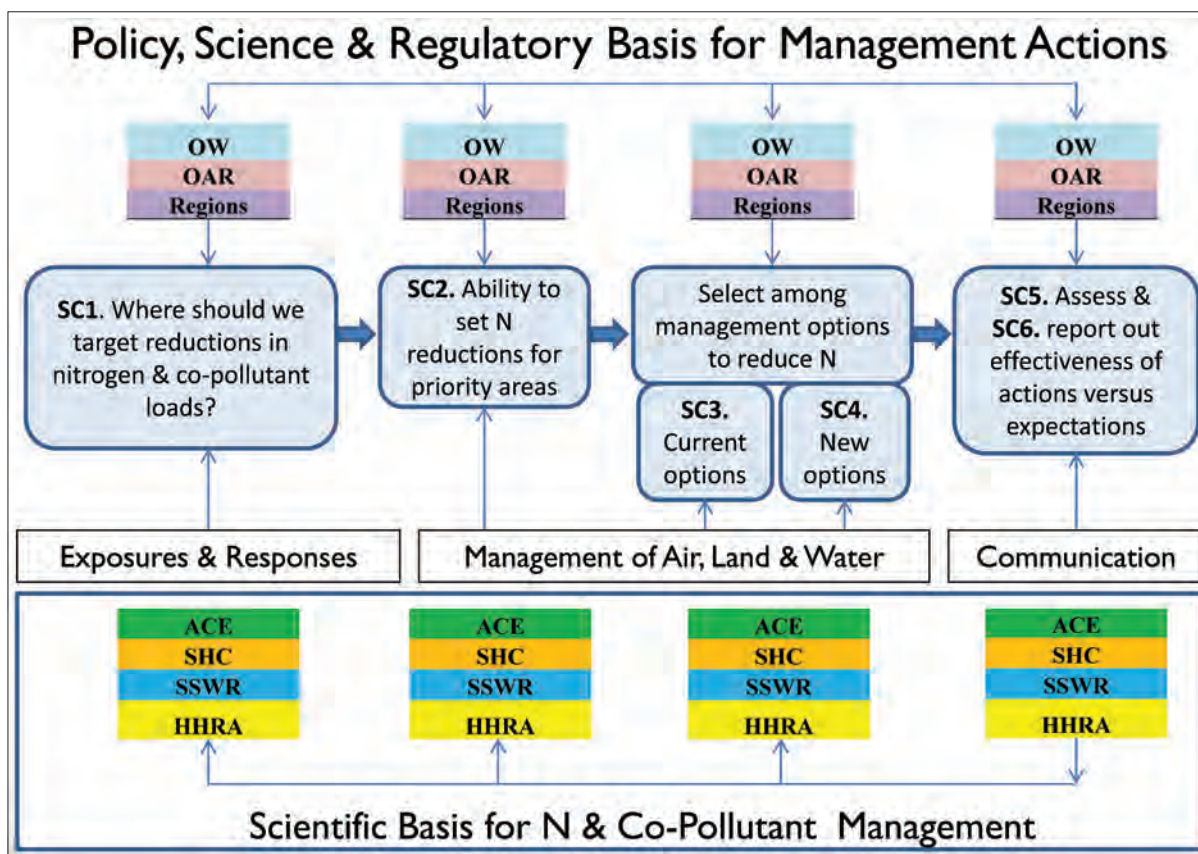 Policy, Science & Regulatory Basis for Management Actions
OW
OAR
Regions
OW
OAR
Regions
OW
OAR
Regions
OW
OAR
Regions
SC1. Where should we
target reductions in
nitrogen & co-pollutant
loads?
SC2. Ability to
set N
reductions for
priority areas
Select among
management options
to reduce N
SC3.
Current
options
SC4.
New
options
SC5. Assess &
SC6. report out
effectiveness of
actions versus
expectations
Exposures & Responses
Management of Air, Land & Water
Communication
ACE
SHC
SSWR
HHRA
ACE
SHC
SSWR
HHRA
ACE
SHC
SSWR
HHRA
ACE
SHC
SSWR
HHRA
Scientific Basis for N & Co-Pollutant Management